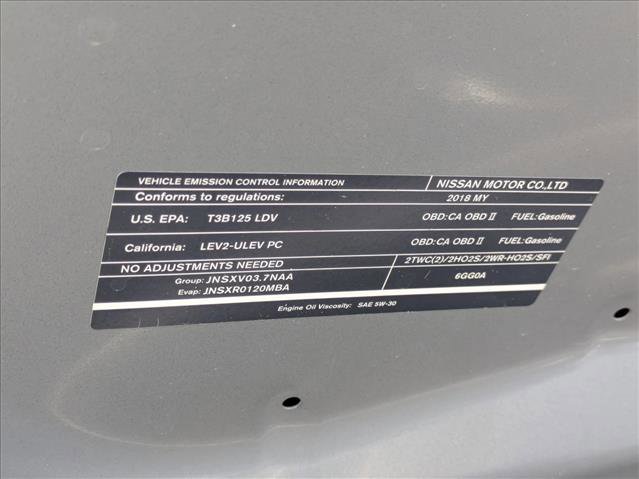 VEHICLE EMISSION CONTROL INFORMATION NISSAN MOTOR CO.,LTD
Conforms to regulations: 2018 MY
U.S. EPA: T3B125 LDV OBD:CA OBD II FUEL:Gasoline
California: LEV2-ULEV PC OBD:CA OBD II FUEL:Gasoline
NO ADJUSTMENTS NEEDED 2TWC(2)/2HO2S/2WR-HO2S/SFI
Group: JNSXV03.7NAA 6GG0A
Evap: JNSXR0120MBA
Engine Oil Viscosity: SAE 5W-30